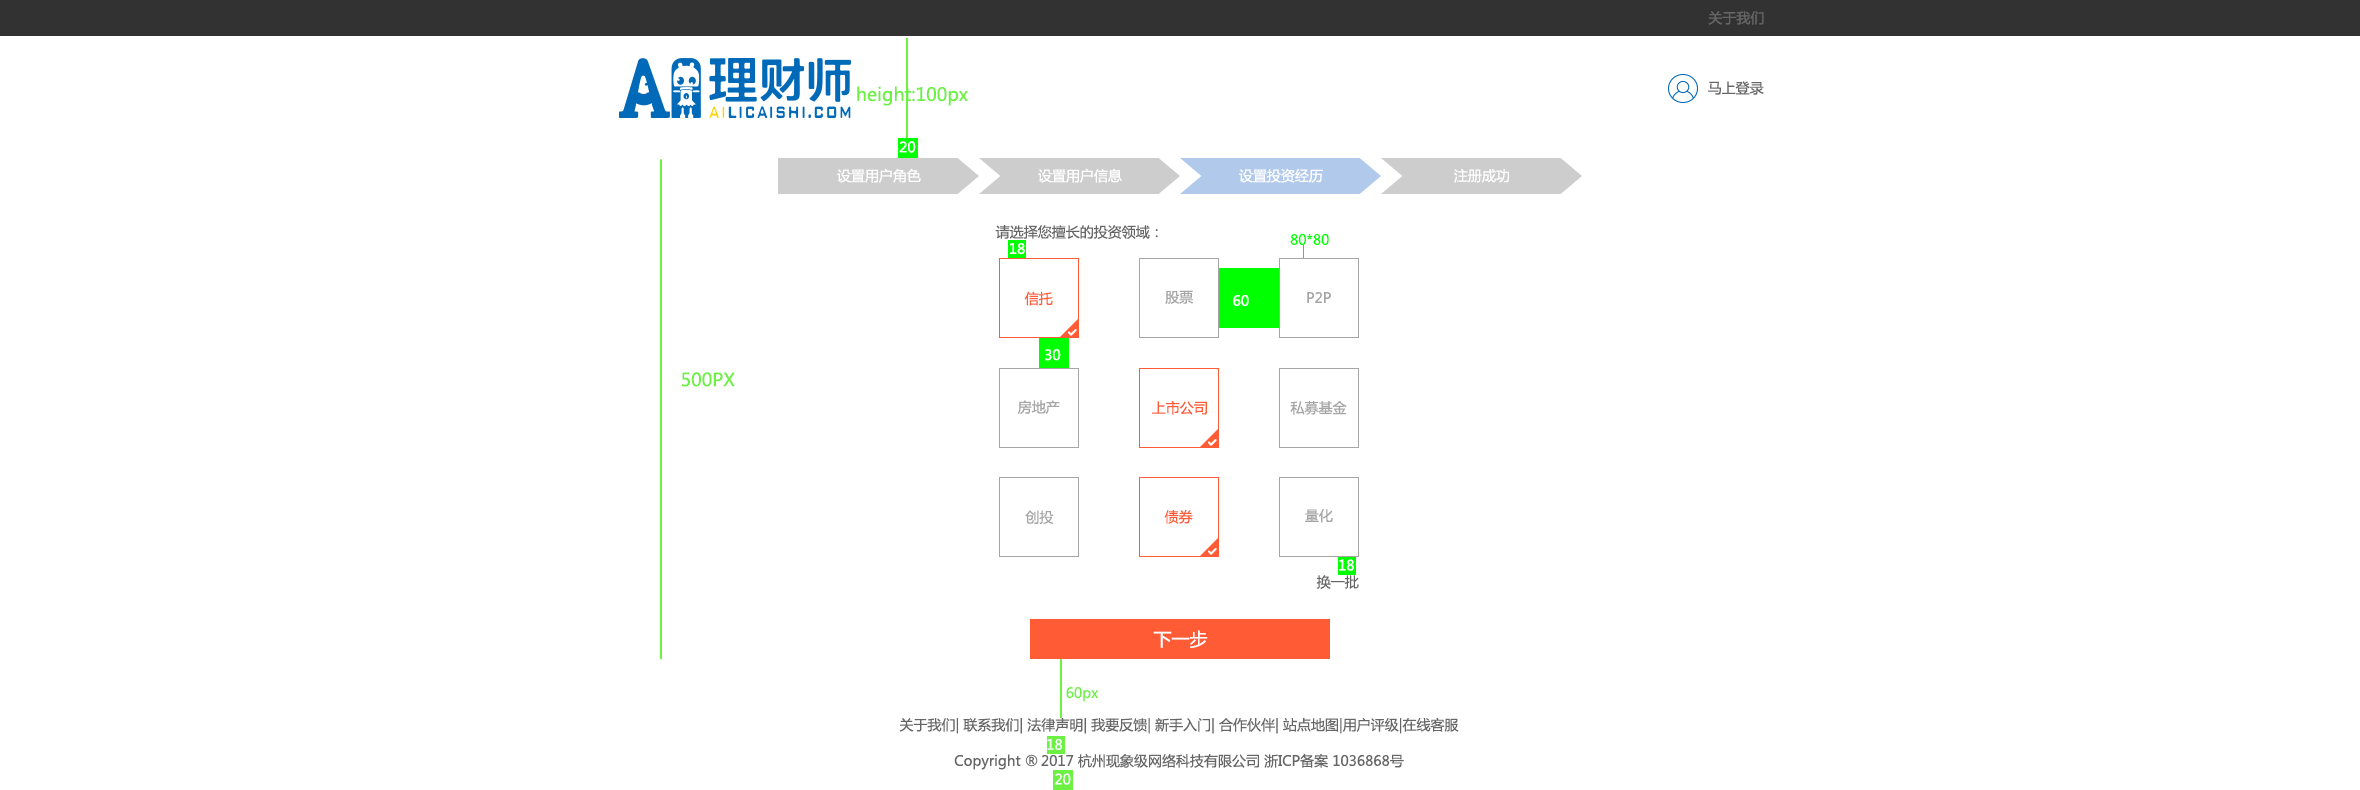 关于我们
AI理财师
AILICAISHI.COM
height:100px
马上登录
20
设置用户角色
设置用户信息
设置投资经历
注册成功
请选择您擅长的投资领域：
18
80*80
信托
股票
60
P2P
30
500PX
房地产
上市公司
私募基金
创投
债券
量化
18
换一批
下一步
60px
关于我们| 联系我们| 法律声明| 我要反馈| 新手入门| 合作伙伴| 站点地图|用户评级|在线客服
18
Copyright ® 2017 杭州现象级网络科技有限公司 浙ICP备案 1036868号
20